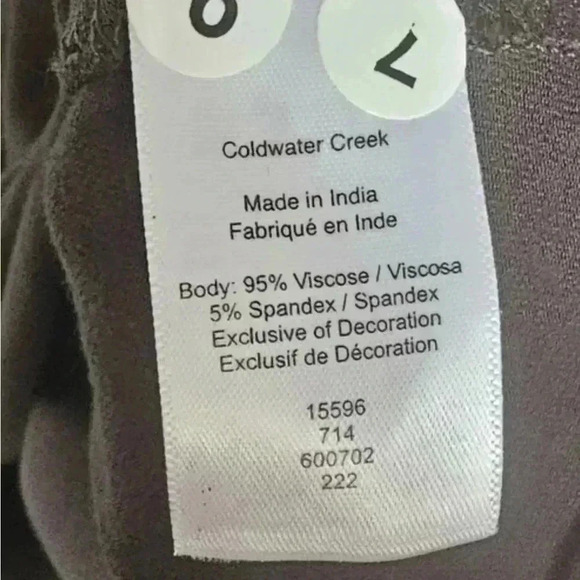 Coldwater Creek
Made in India
Fabriqué en Inde
Body: 95% Viscose / Viscosa
5% Spandex / Spandex
Exclusive of Decoration
Exclusif de Décoration
15596
714
600702
222